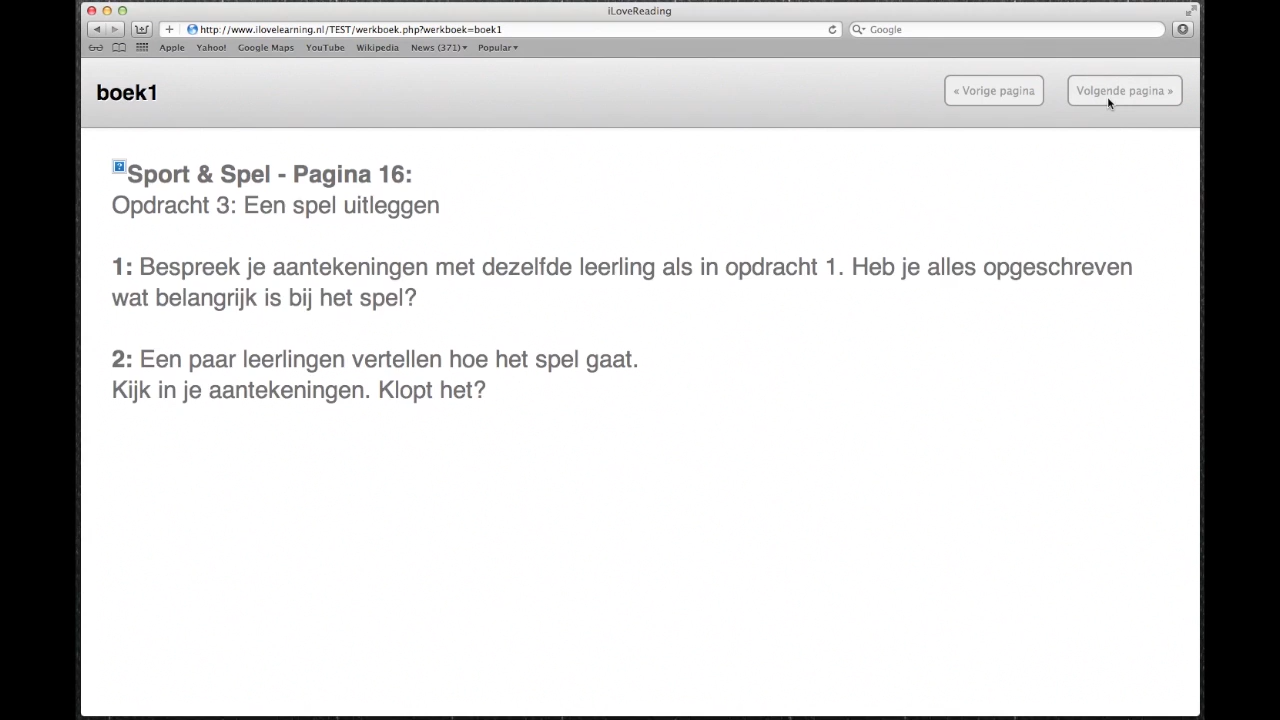 iLoveReading
http://www.ilovelearning.nl/TEST/werkboek.php?werkboek=boek1
Google
Apple Yahoo! Google Maps YouTube Wikipedia News (371) Popular
boek1
« Vorige pagina
Volgende pagina »
Sport & Spel - Pagina 16:
Opdracht 3: Een spel uitleggen
1: Bespreek je aantekeningen met dezelfde leerling als in opdracht 1. Heb je alles opgeschreven
wat belangrijk is bij het spel?
2: Een paar leerlingen vertellen hoe het spel gaat.
Kijk in je aantekeningen. Klopt het?